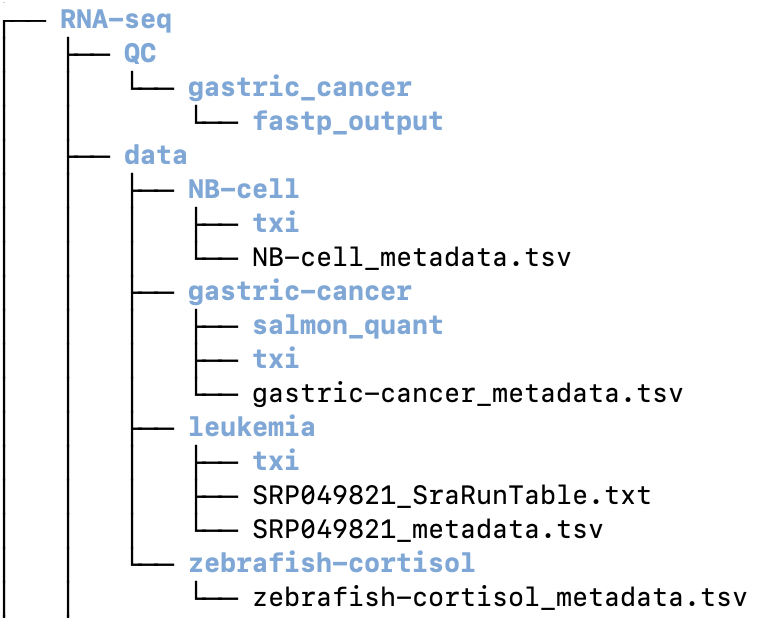 RNA-seq
QC
gastric_cancer
fastp_output
data
NB-cell
txi
NB-cell_metadata.tsv
gastric-cancer
salmon_quant
txi
gastric-cancer_metadata.tsv
leukemia
txi
SRP049821_SraRunTable.txt
SRP049821_metadata.tsv
zebrafish-cortisol
zebrafish-cortisol_metadata.tsv